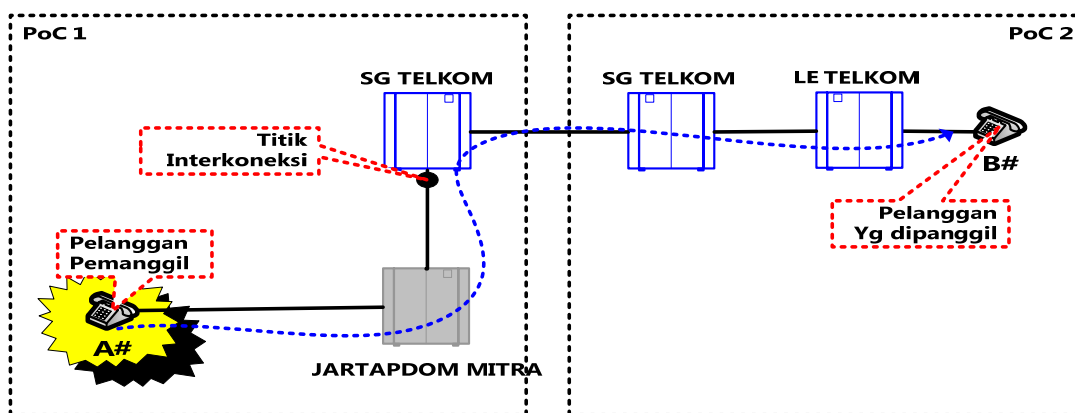 PoC 1
PoC 2
SG TELKOM
SG TELKOM
LE TELKOM
Titik
Interkoneksi
B#
Pelanggan
Yg dipanggil
Pelanggan
Pemanggil
A#
JARTAPDOM MITRA